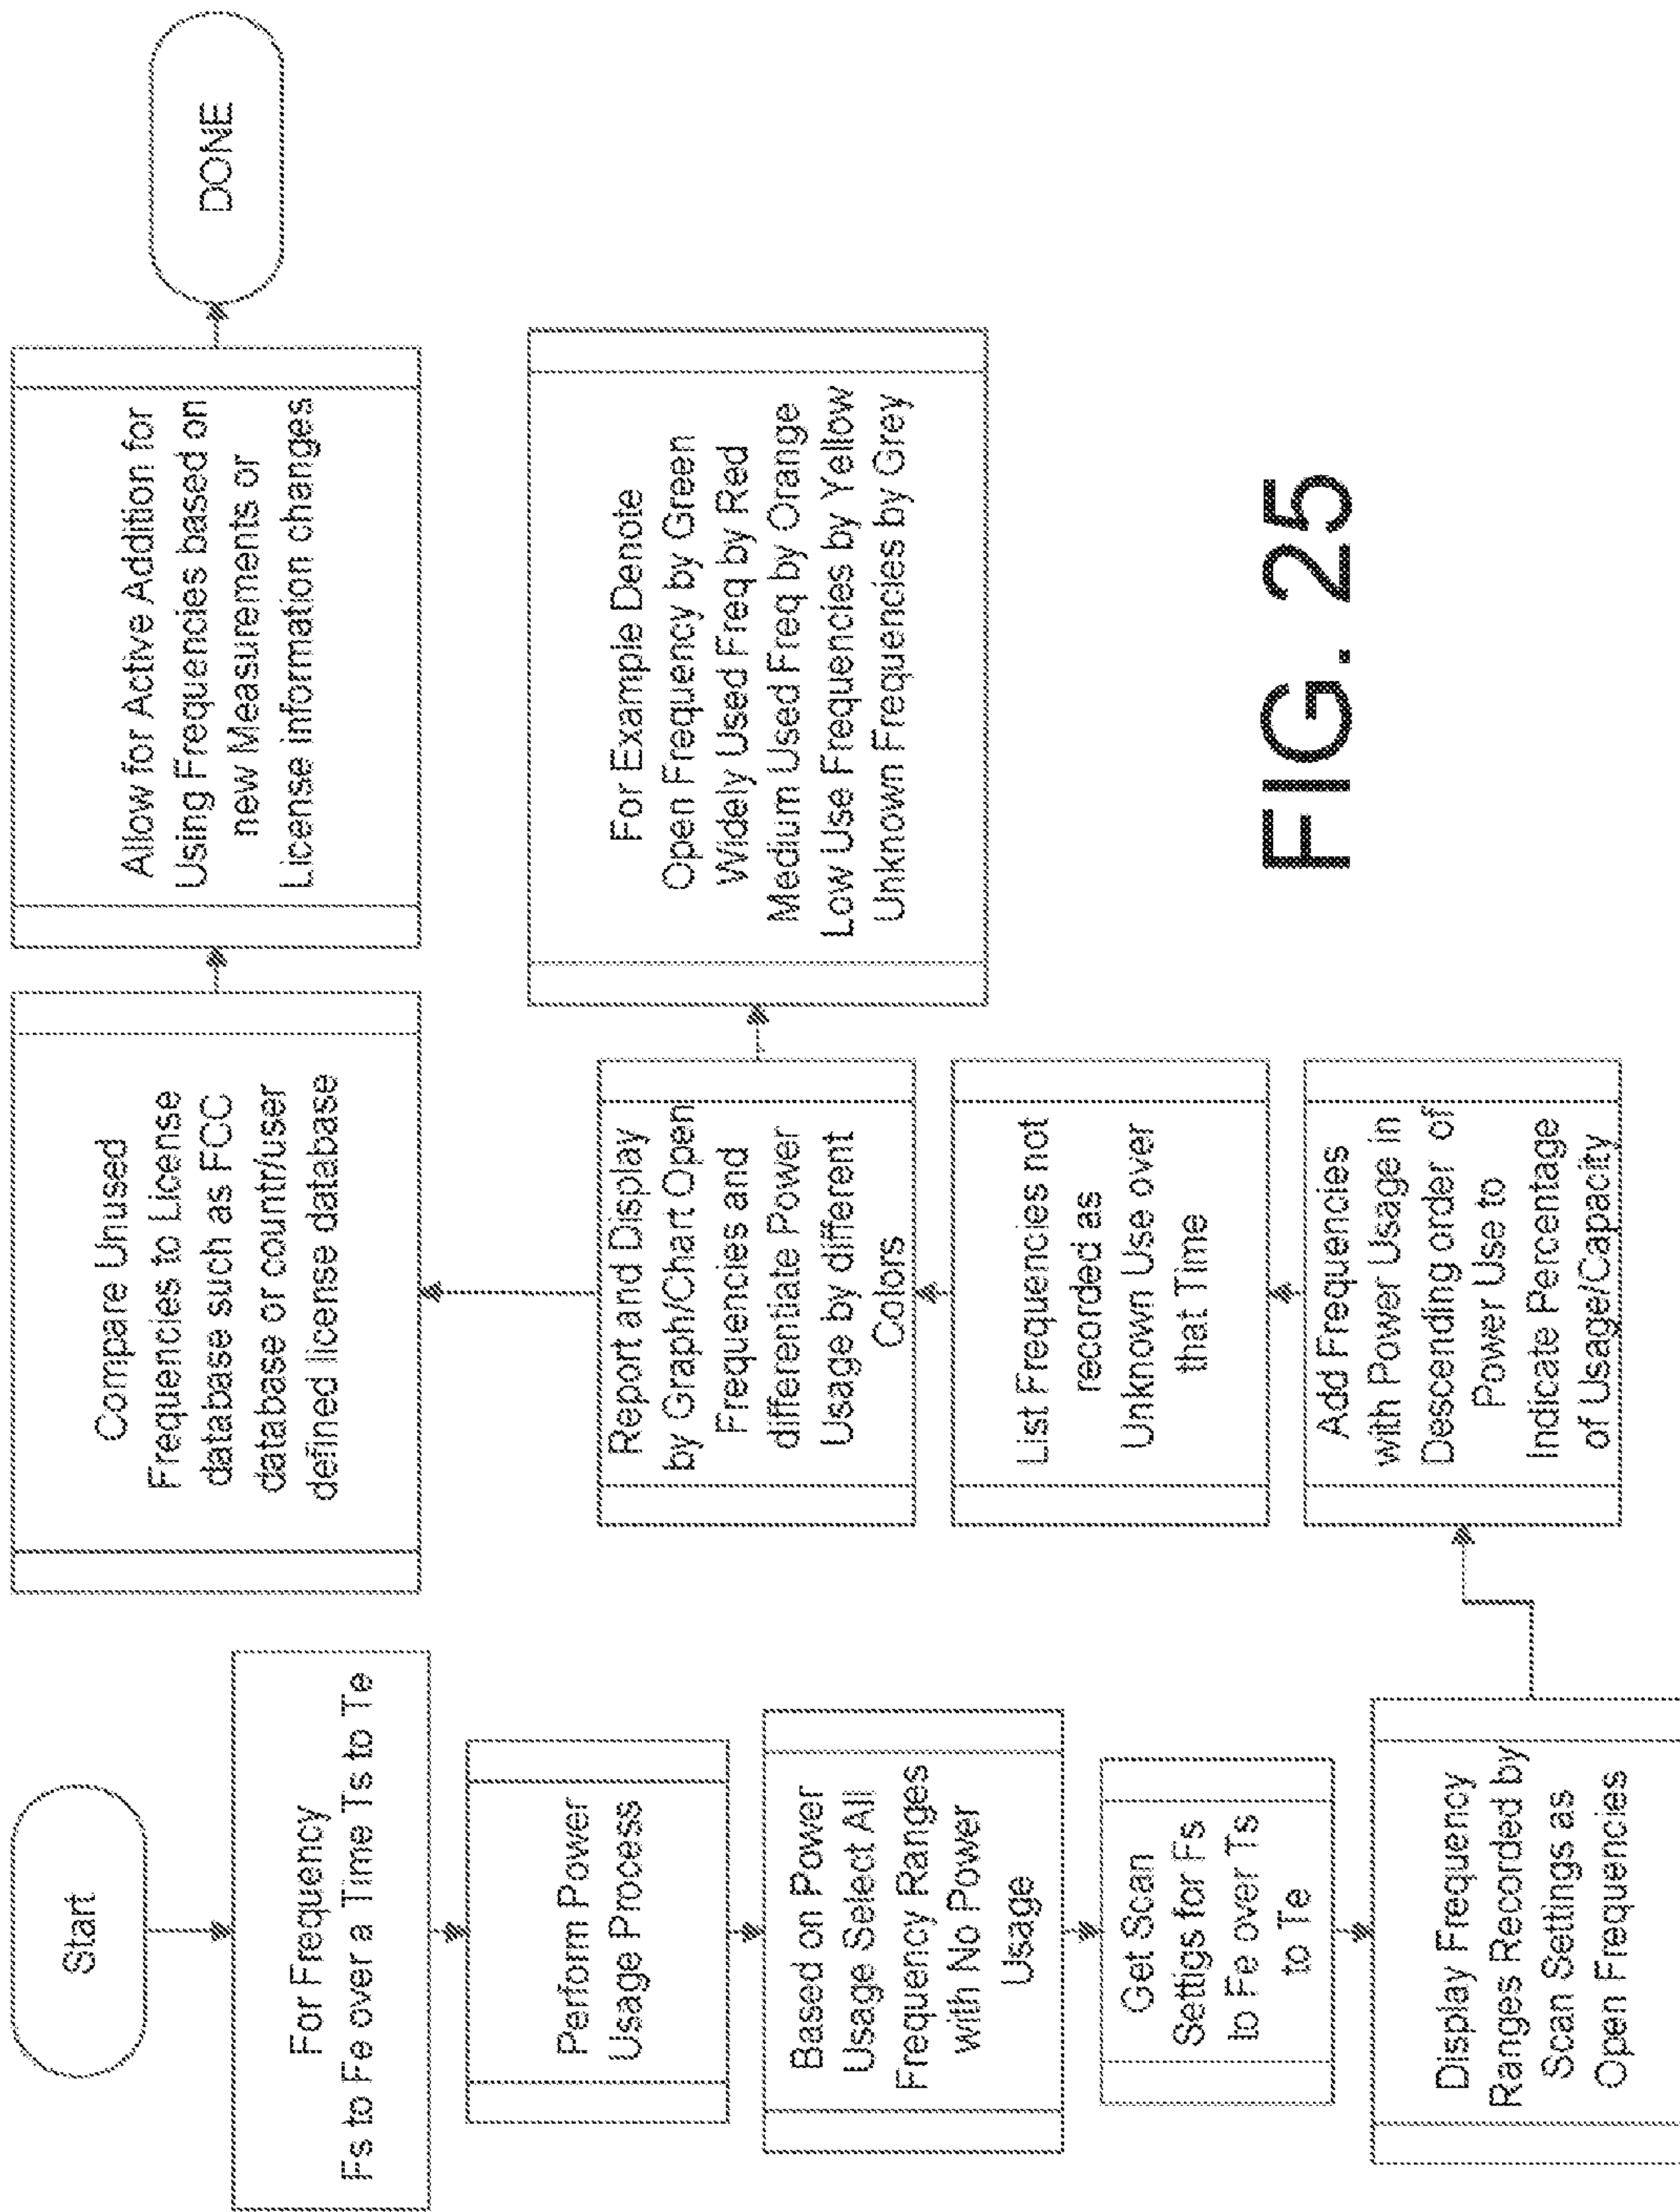 Start
For Frequency
Fs to Fe over a Time Ts to Te
Perform Power
Usage Process
Based on Power
Usage Select All
Frequency Ranges
with No Power
Usage
Get Scan
Settigs for Fs
to Fe over Ts
to Te
Display Frequency
Ranges Recorded by
Scan Settings as
Open Frequencies
Add Frequencies
with Power Usage in
Descending order of
Power Use to
Indicate Percentage
of Usage/Capacity
List Frequencies not
recorded as
Unknown Use over
that Time
Report and Display
by Graph/Chart Open
Frequencies and
differentiate Power
Usage by different
Colors
For Example Denote
Open Frequency by Green
Widely Used Freq by Red
Medium Used Freq by Orange
Low Use Frequencies by Yellow
Unknown Frequencies by Grey
Compare Unused
Frequencies to License
database such as FCC
database or countr/user
defined license database
Allow for Active Addition for
Using Frequencies based on
new Measurements or
License information changes
DONE
FIG. 25